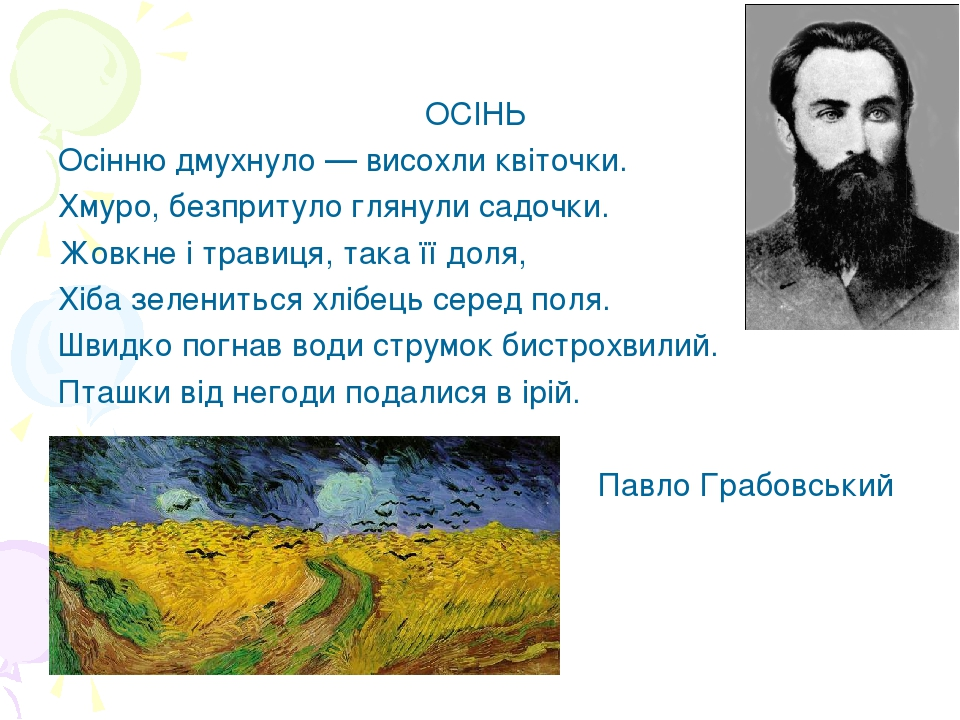 ОСІНЬ
Осінню дмухнуло — висохли квіточки.
Хмуро, безпритуло глянули садочки.
Жовкне і травиця, така її доля,
Хіба зелениться хлібець серед поля.
Швидко погнав води струмок бистрохвилий.
Пташки від негоди подалися в ірій.
Павло Грабовський